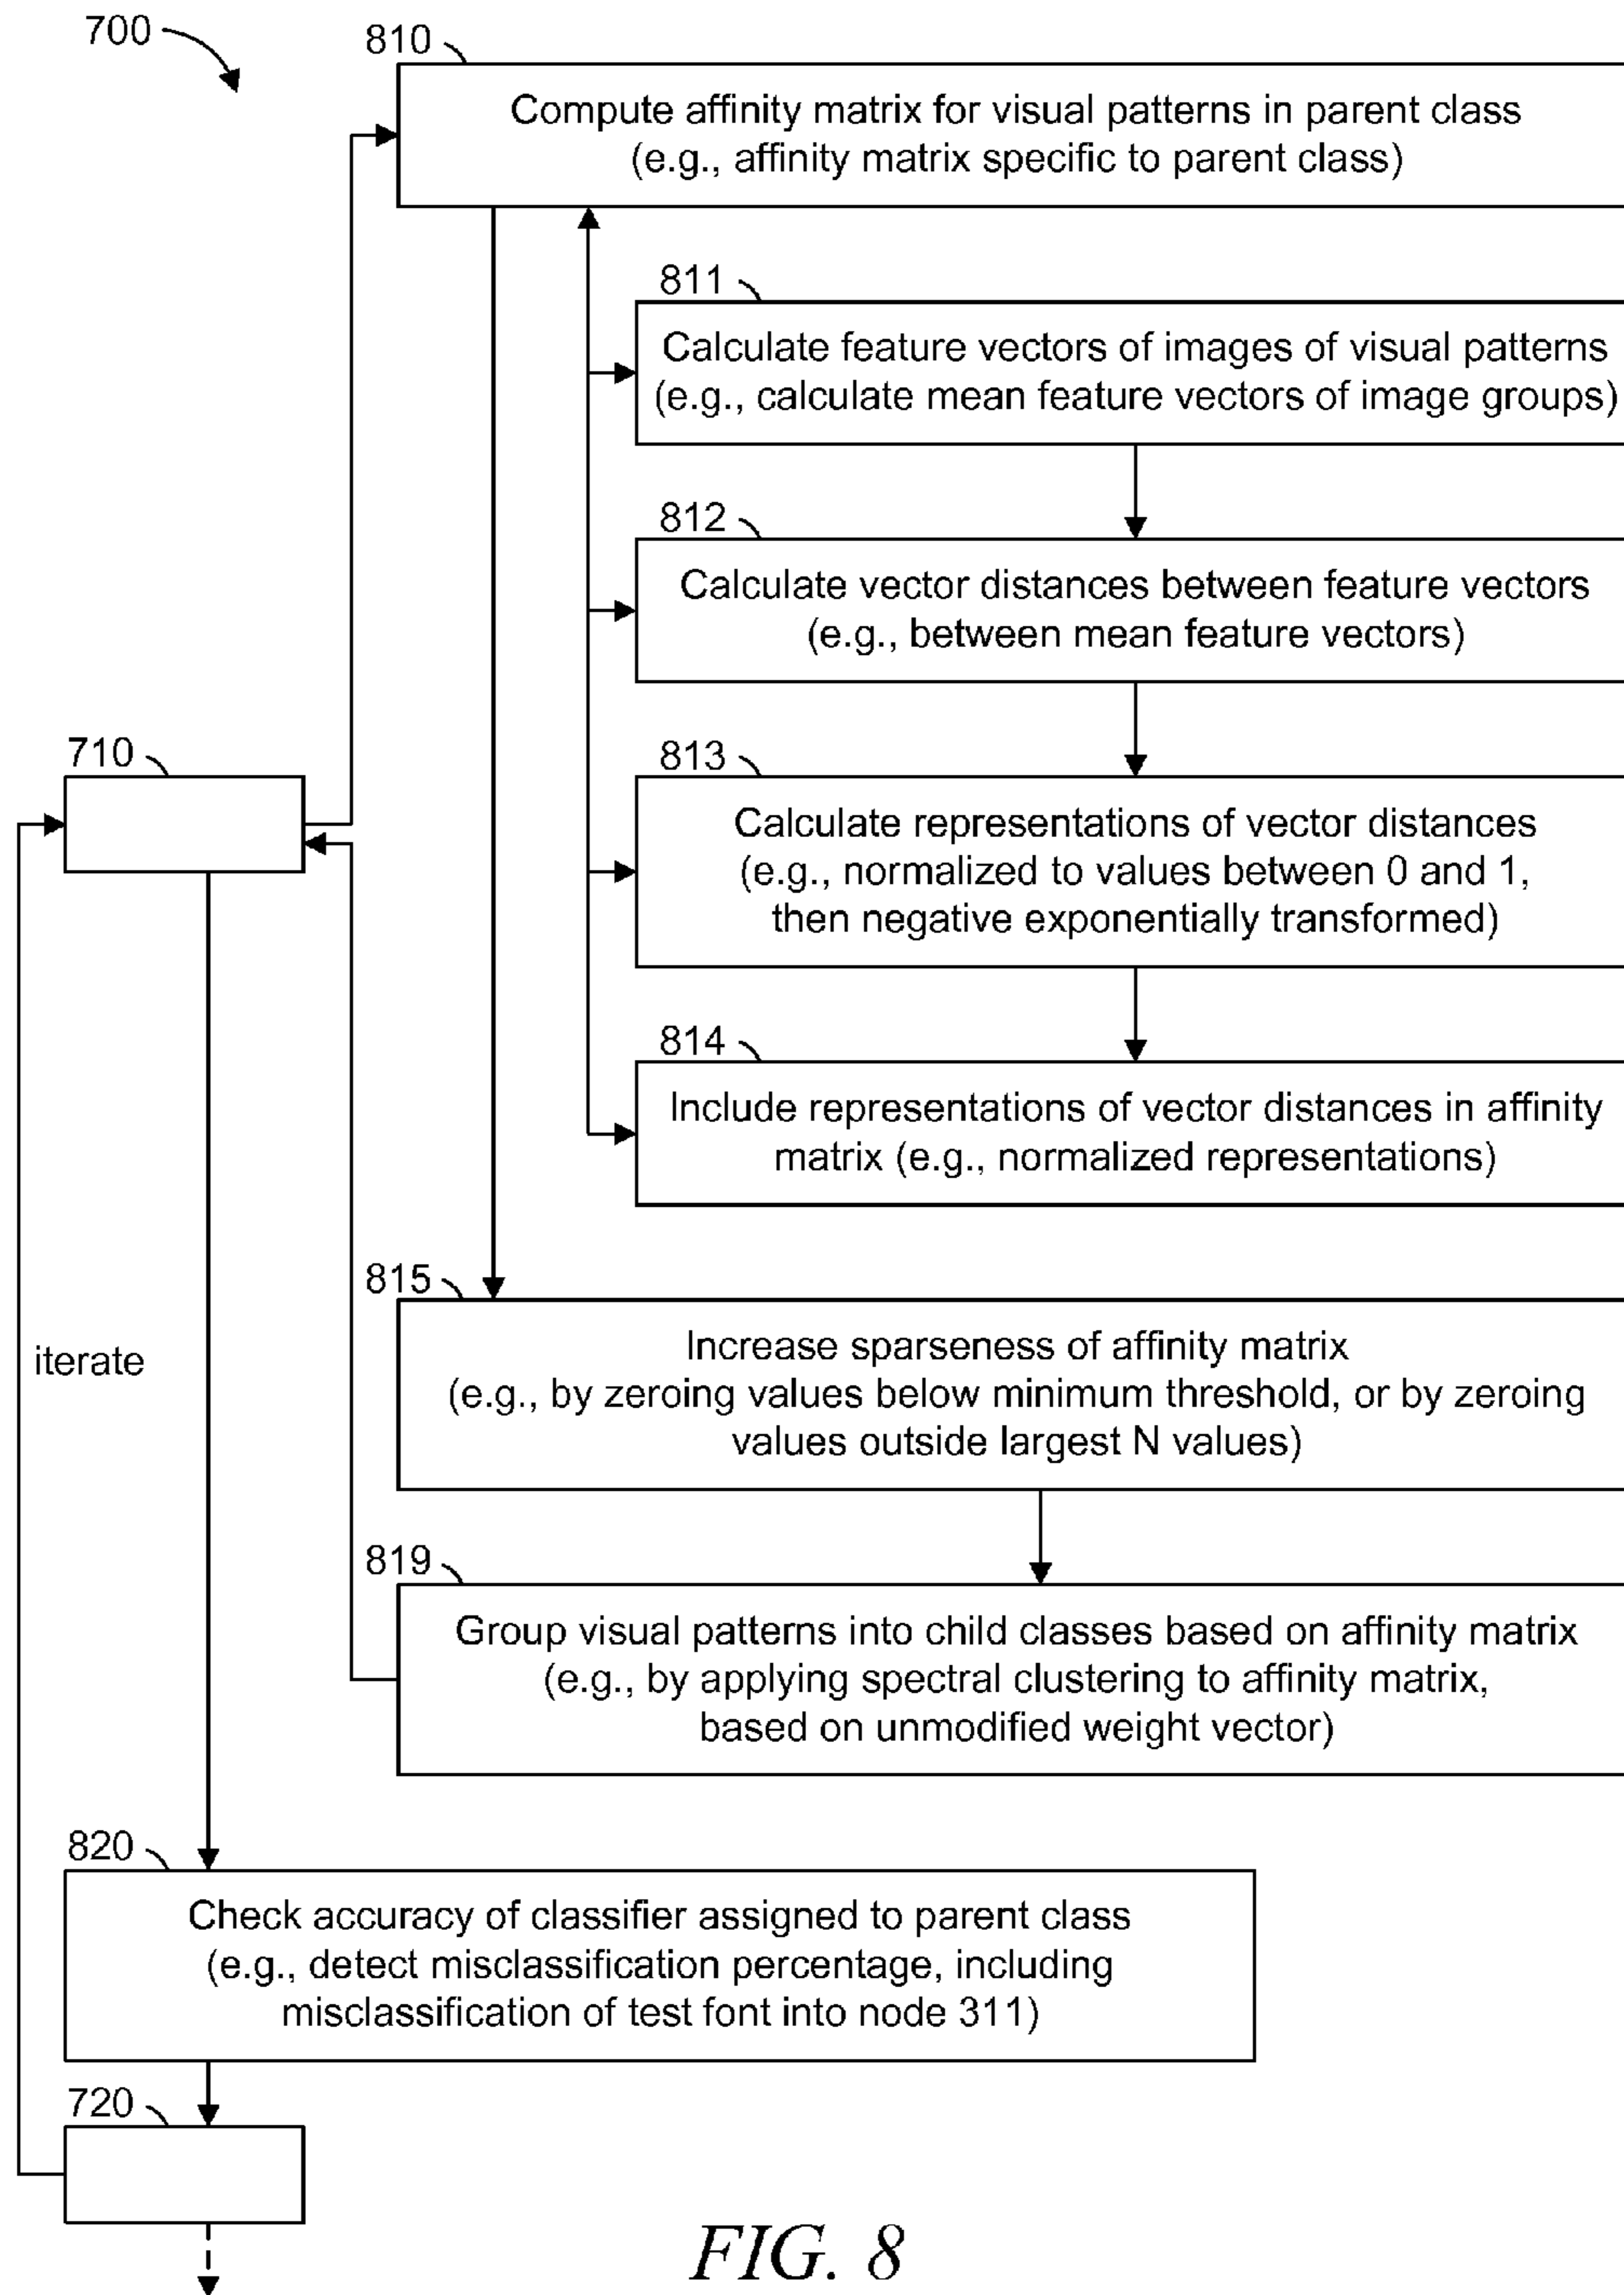 700
810
Compute affinity matrix for visual patterns in parent class
(e.g., affinity matrix specific to parent class)
811
Calculate feature vectors of images of visual patterns
(e.g., calculate mean feature vectors of image groups)
812
Calculate vector distances between feature vectors
(e.g., between mean feature vectors)
710
813
Calculate representations of vector distances
(e.g., normalized to values between 0 and 1,
then negative exponentially transformed)
814
Include representations of vector distances in affinity
matrix (e.g., normalized representations)
815
iterate
Increase sparseness of affinity matrix
(e.g., by zeroing values below minimum threshold, or by zeroing
values outside largest N values)
819
Group visual patterns into child classes based on affinity matrix
(e.g., by applying spectral clustering to affinity matrix,
based on unmodified weight vector)
820
Check accuracy of classifier assigned to parent class
(e.g., detect misclassification percentage, including
misclassification of test font into node 311)
720
FIG. 8